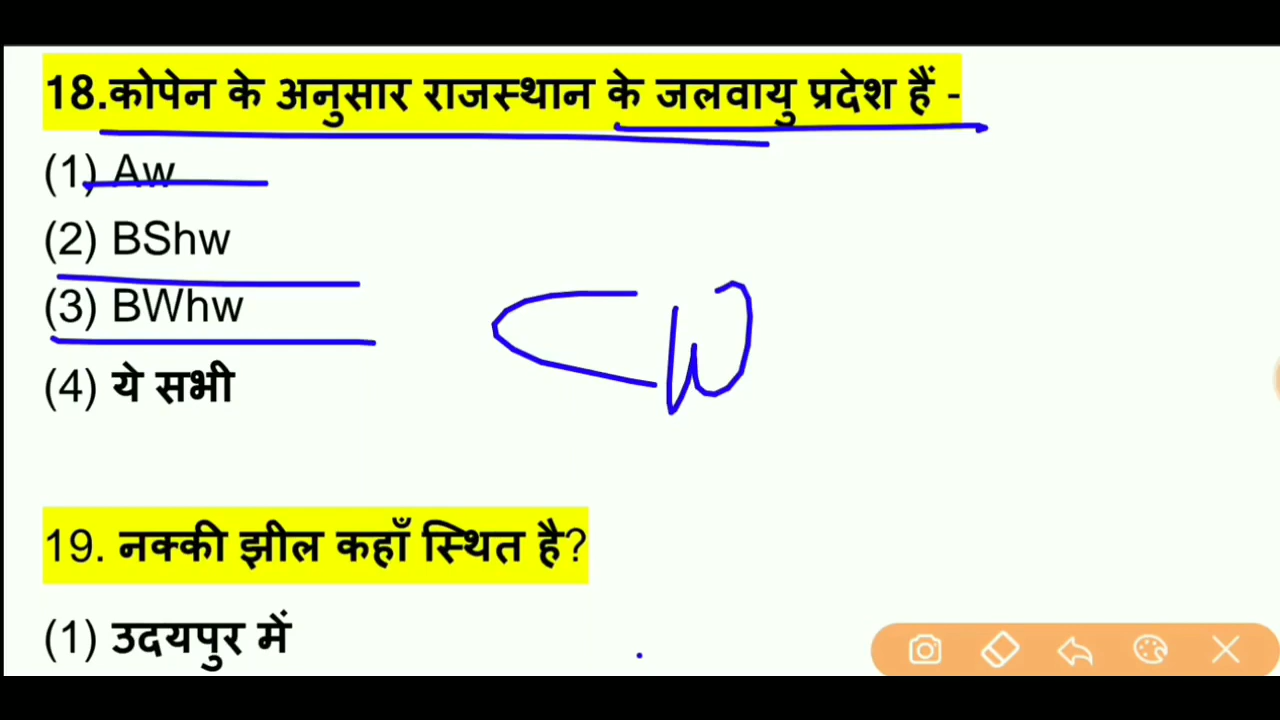 18.कोपेन के अनुसार राजस्थान के जलवायु प्रदेश हैं -
(1) Aw
(2) BShw
(3) BWhw
(4) ये सभी
19. नक्की झील कहाँ स्थित है?
(1) उदयपुर में